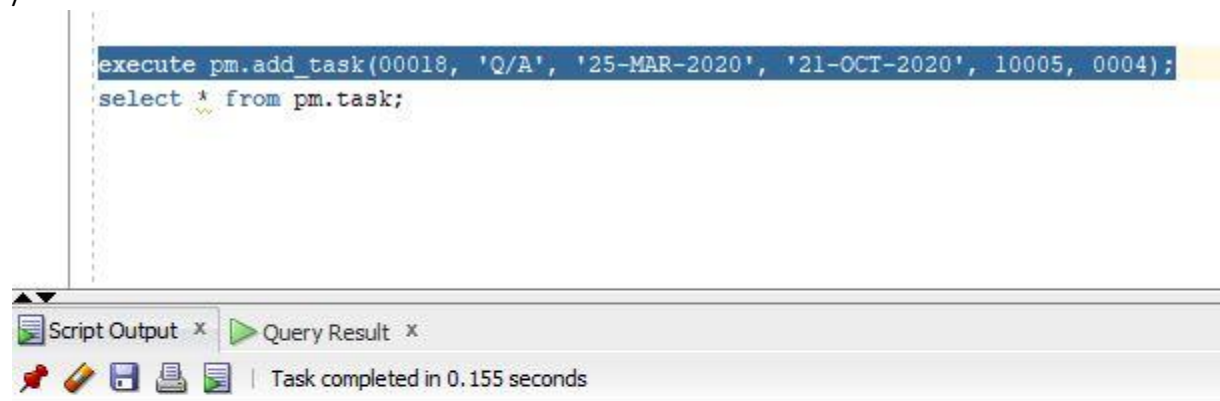 /
execute pm.add_task(00018, 'Q/A', '25-MAR-2020', '21-OCT-2020', 10005, 0004);
select * from pm.task;
Script Output x Query Result x
Task completed in 0.155 seconds